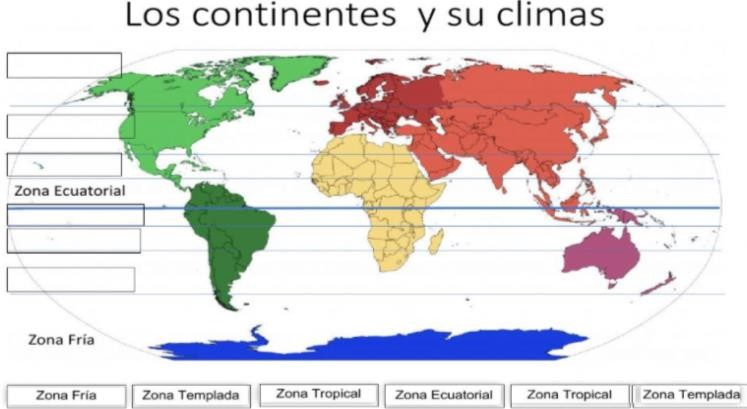 Los continentes y su climas
Zona Ecuatorial
Zona Fría
Zona Fría Zona Templada Zona Tropical Zona Ecuatorial Zona Tropical Zona Templada